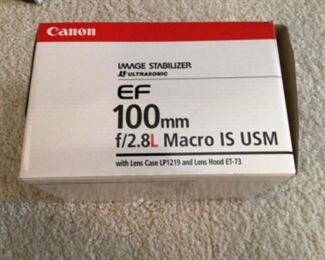 Canon
IMAGE STABILIZER
ULTRASONIC
EF
100mm
f/2.8L Macro IS USM
with Lens Case LP1219 and Lens Hood ET-73